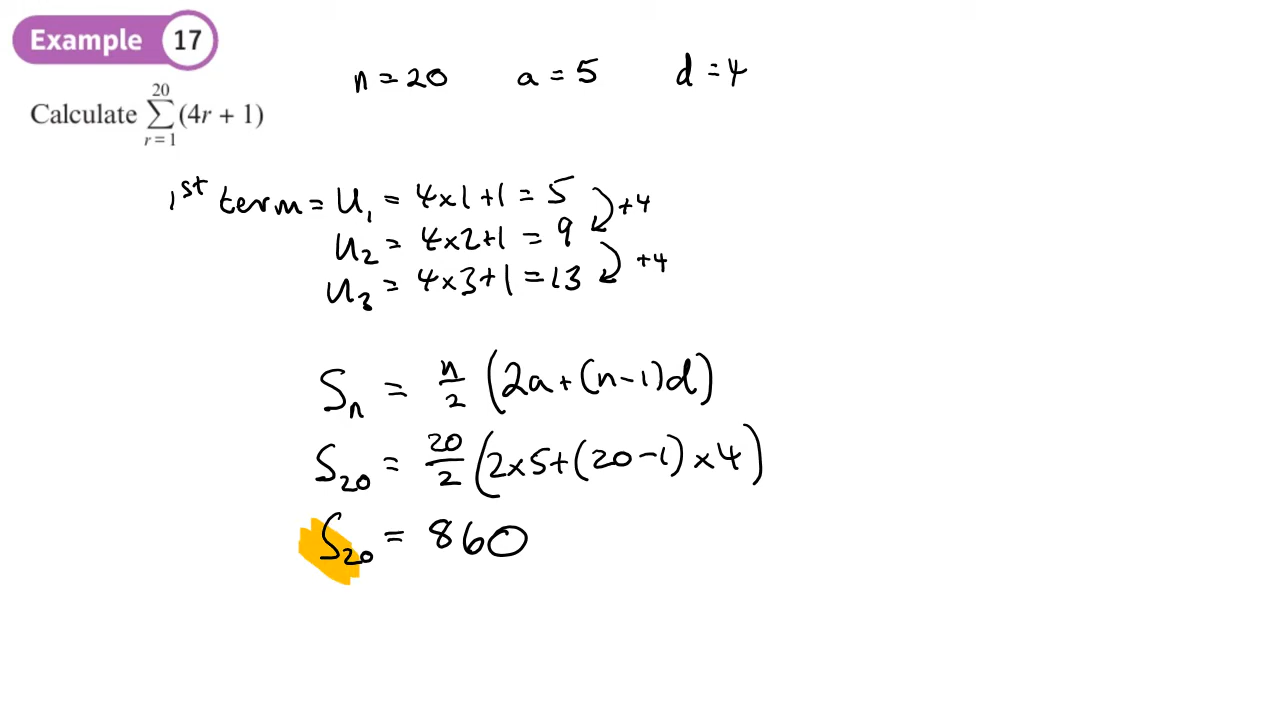 Example 17
n = 20 a = 5 d = 4
Calculate \sum_{r=1}^{20} (4r + 1)
1st term = U₁ = 4×1+1 = 5 +4
U₂ = 4×2+1 = 9 +4
U₃ = 4×3+1 = 13
Sₙ = n/2 (2a+(n-1)d)
S₂₀ = 20/2 (2×5+(20-1)×4)
S₂₀ = 860